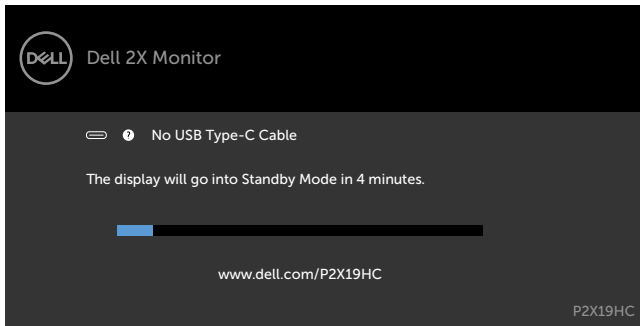 DELL Dell 2X Monitor
? No USB Type-C Cable
The display will go into Standby Mode in 4 minutes.
www.dell.com/P2X19HC
P2X19HC